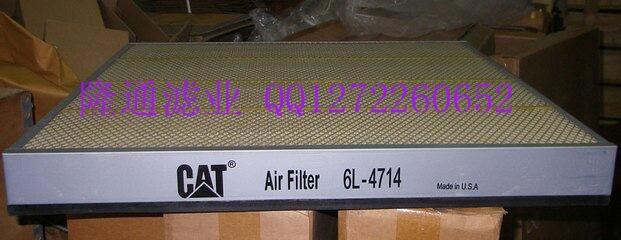 隆通滤业 QQ1272260652
CAT® Air Filter 6L-4714 Made in U.S.A